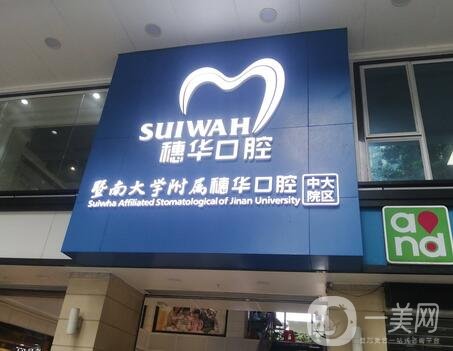 SUIWAH
穗华口腔
暨南大学附属穗华口腔 中大院区
Suiwha Affiliated Stomatological of Jinan University
and
一美网